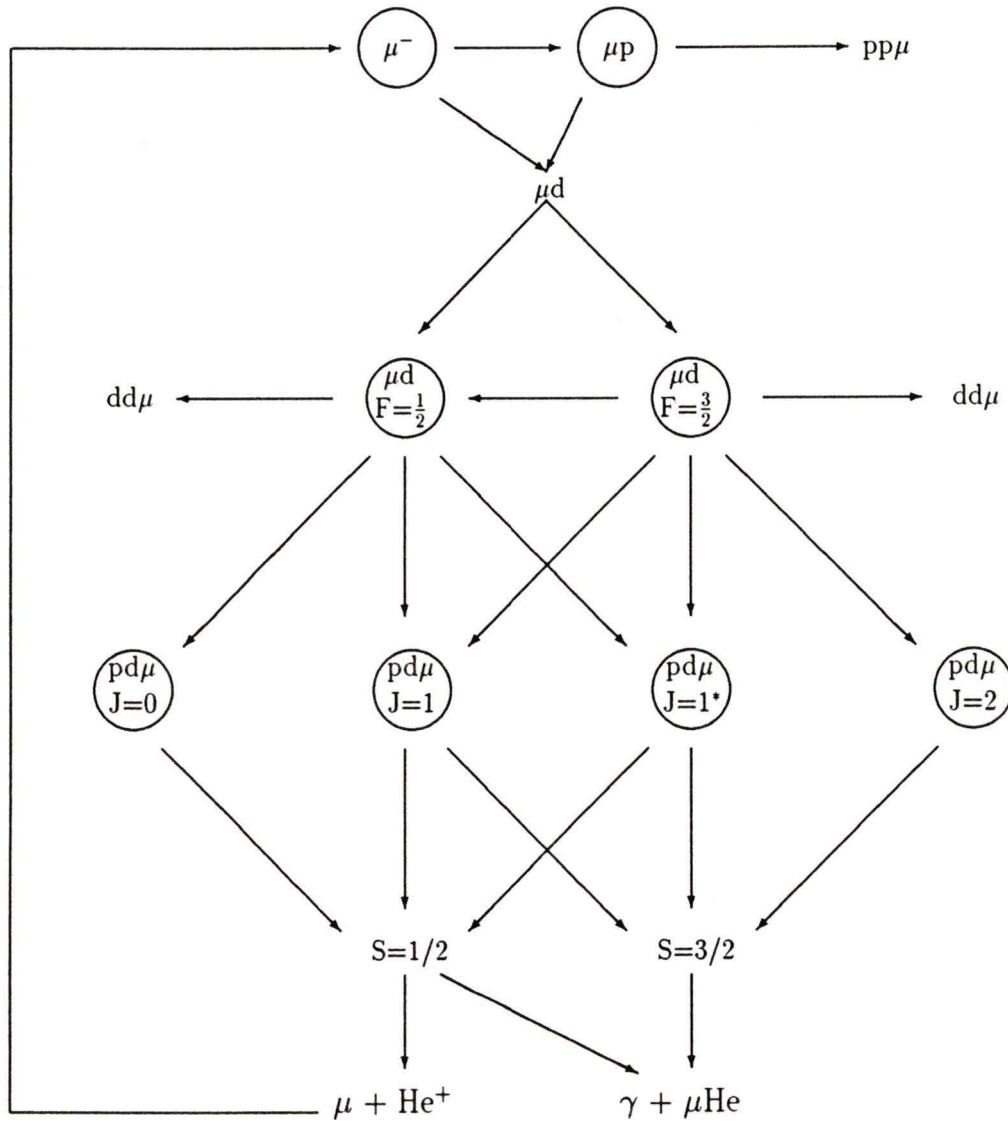 μ⁻ μp ppμ
μd
ddμ μd μd ddμ
F=½ F=3/2
pdμ pdμ pdμ pdμ
J=0 J=1 J=1* J=2
S=1/2 S=3/2
μ + He⁺ γ + μHe